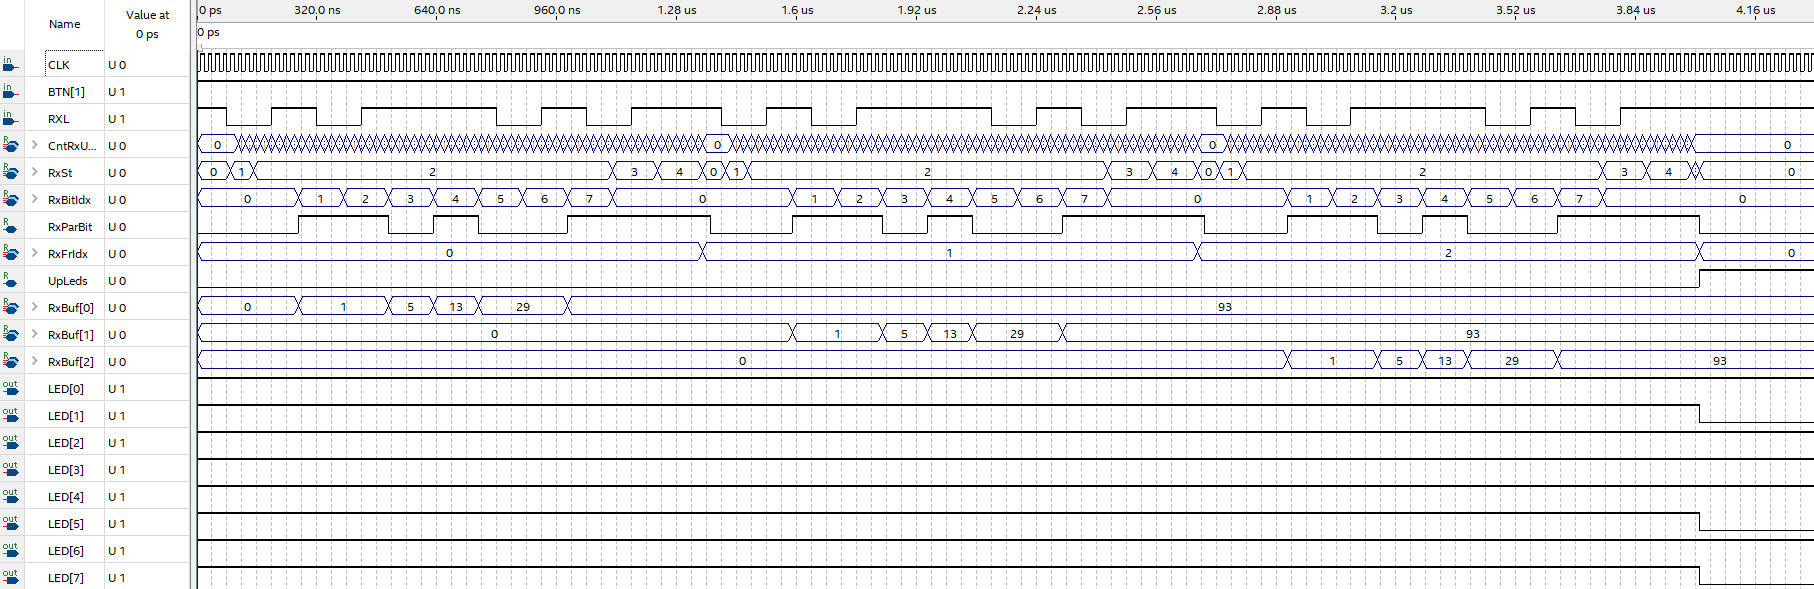 Name Value at 0 ps 0 ps 320.0 ns 640.0 ns 960.0 ns 1.28 us 1.6 us 1.92 us 2.24 us 2.56 us 2.88 us 3.2 us 3.52 us 3.84 us 4.16 us
0 ps
in CLK U 0
in BTN[1] U 1
in RXL U 1
R CntRxU... U 0 0 0 0 0
R RxSt U 0 0 1 2 3 4 0 1 2 3 4 0 1 2 3 4 0
R RxBitIdx U 0 0 1 2 3 4 5 6 7 0 1 2 3 4 5 6 7 0 1 2 3 4 5 6 7 0
R RxParBit U 0
R RxFrIdx U 0 0 1 2 0
R UpLeds U 0
R RxBuf[0] U 0 0 1 5 13 29 93
R RxBuf[1] U 0 0 1 5 13 29 93
R RxBuf[2] U 0 0 1 5 13 29 93
out LED[0] U 1
out LED[1] U 1
out LED[2] U 1
out LED[3] U 1
out LED[4] U 1
out LED[5] U 1
out LED[6] U 1
out LED[7] U 1